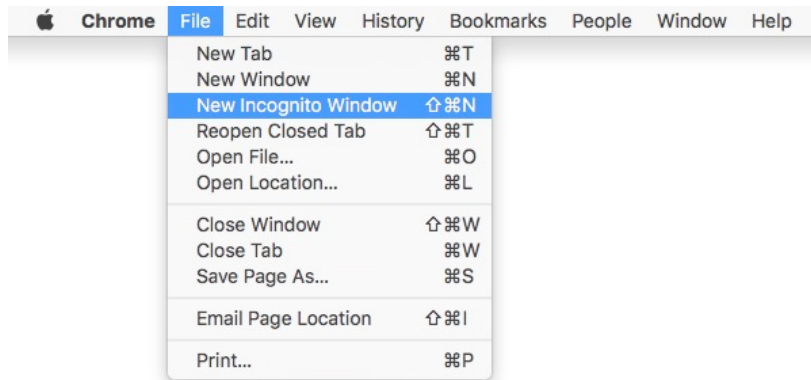 Chrome File Edit View History Bookmarks People Window Help
New Tab ⌘T
New Window ⌘N
New Incognito Window ⇧⌘N
Reopen Closed Tab ⇧⌘T
Open File... ⌘O
Open Location... ⌘L
Close Window ⇧⌘W
Close Tab ⌘W
Save Page As... ⌘S
Email Page Location ⇧⌘I
Print... ⌘P